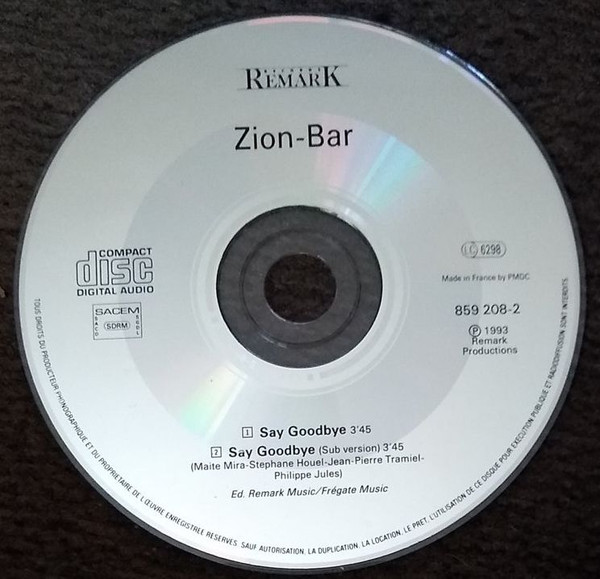 RECORDS
REMARK
Zion-Bar
COMPACT
disc
DIGITAL AUDIO
SACEM
SACD
SDRM
SGDL
LC 6298
Made in France by PMDC
859 208-2
℗ 1993
Remark
Productions
1 Say Goodbye 3'45
2 Say Goodbye (Sub version) 3'45
(Maite Mira-Stephane Houel-Jean-Pierre Tramiel-
Philippe Jules)
Ed. Remark Music/Frégate Music
TOUS DROITS DU PRODUCTEUR PHONOGRAPHIQUE ET DU PROPRIETAIRE DE L'ŒUVRE ENREGISTREE RESERVES. SAUF AUTORISATION, LA DUPLICATION, LA LOCATION, LE PRET, L'UTILISATION DE CE DISQUE POUR EXECUTION PUBLIQUE ET RADIODIFFUSION SONT INTERDITS